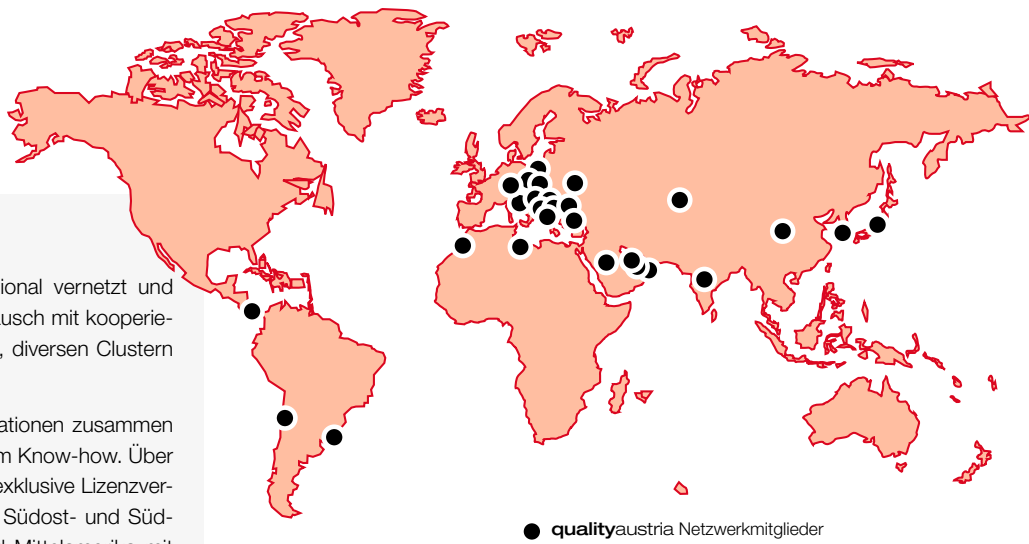 ional vernetzt und
ausch mit kooperie-
, diversen Clustern
ationen zusammen
m Know-how. Über
exklusive Lizenzver-
Südost- und Süd-
qualityaustria Netzwerkmitglieder